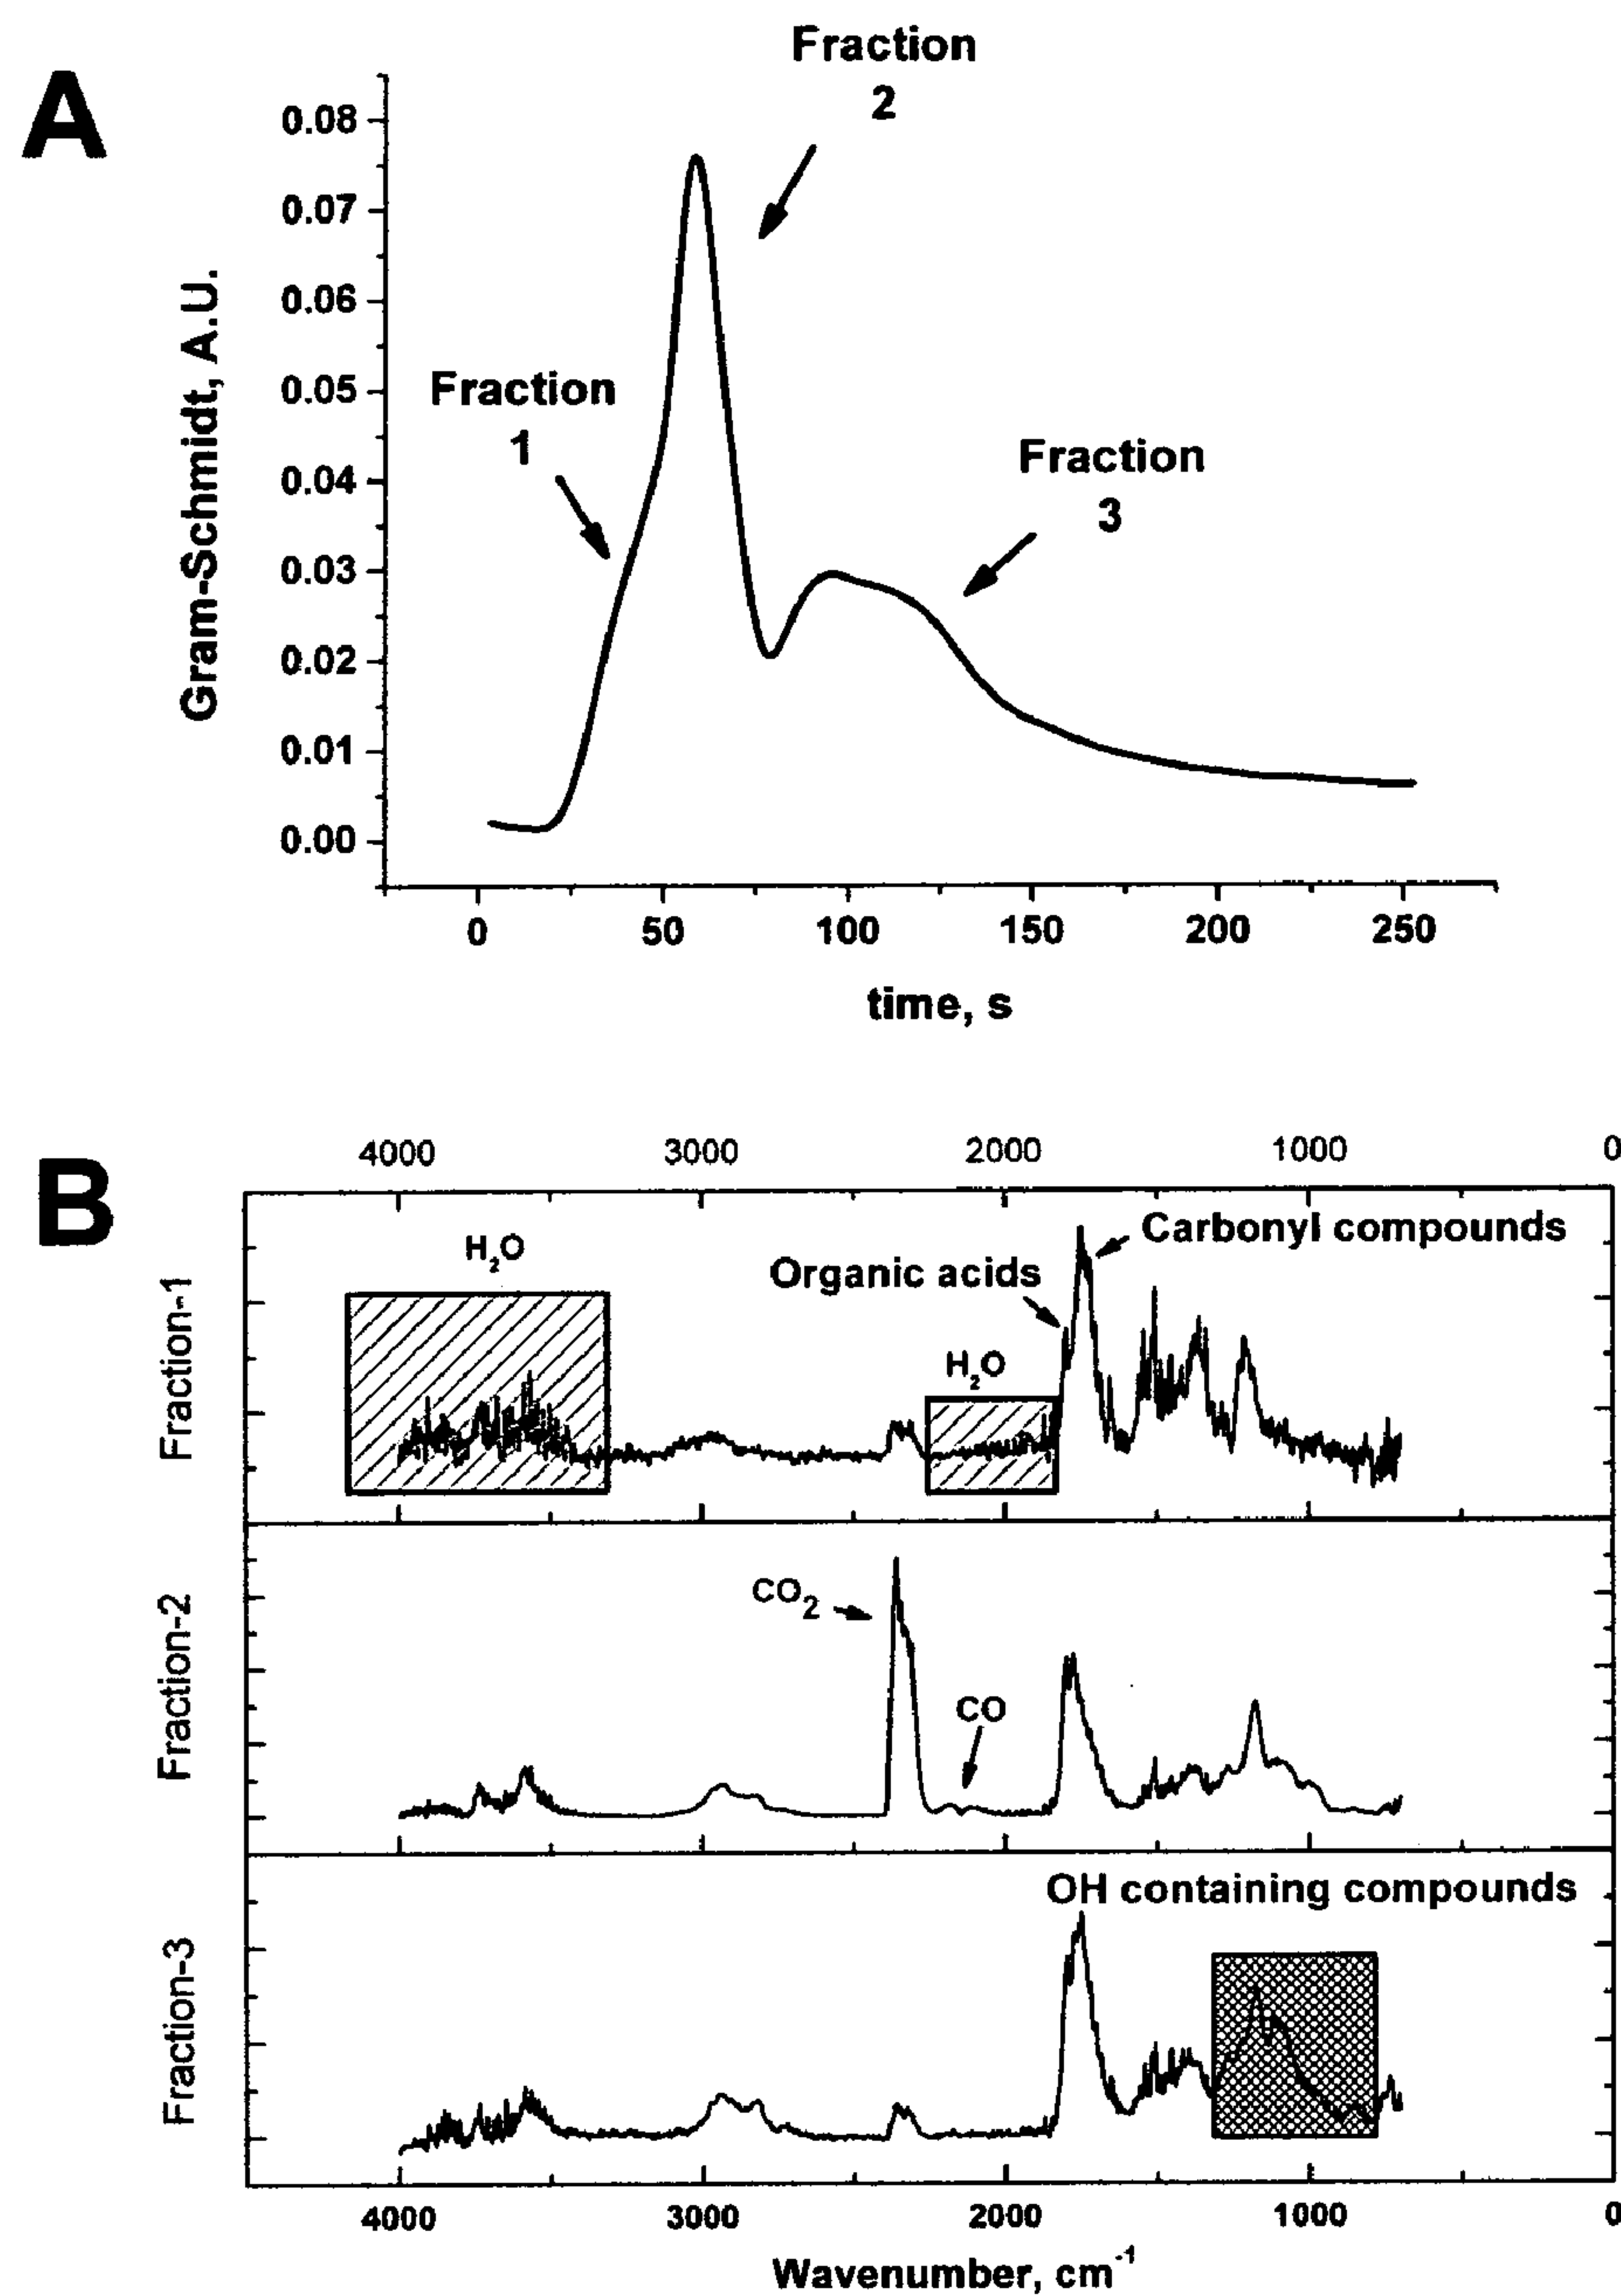 A
Fraction
2
0.08
0.07
0.06
0.05
0.04
0.03
0.02
0.01
0.00
Gram-Schmidt, A.U.
Fraction
1
Fraction
3
0 50 100 150 200 250
time, s
B
4000 3000 2000 1000 0
Fraction-1
H₂O
Organic acids
Carbonyl compounds
H₂O
Fraction-2
CO₂
CO
Fraction-3
OH containing compounds
4000 3000 2000 1000 0
Wavenumber, cm⁻¹